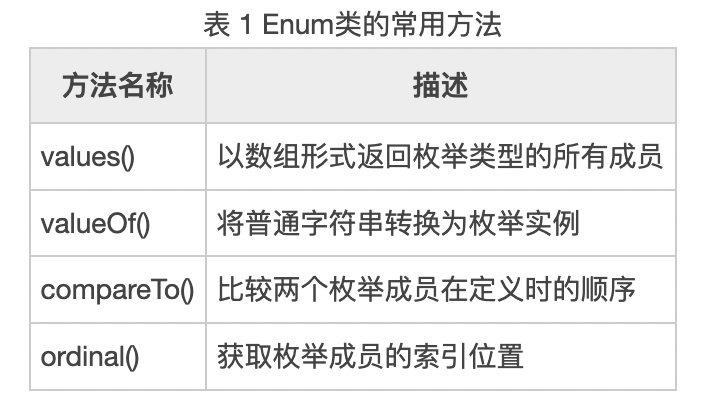 表 1 Enum类的常用方法
方法名称 描述
values() 以数组形式返回枚举类型的所有成员
valueOf() 将普通字符串转换为枚举实例
compareTo() 比较两个枚举成员在定义时的顺序
ordinal() 获取枚举成员的索引位置